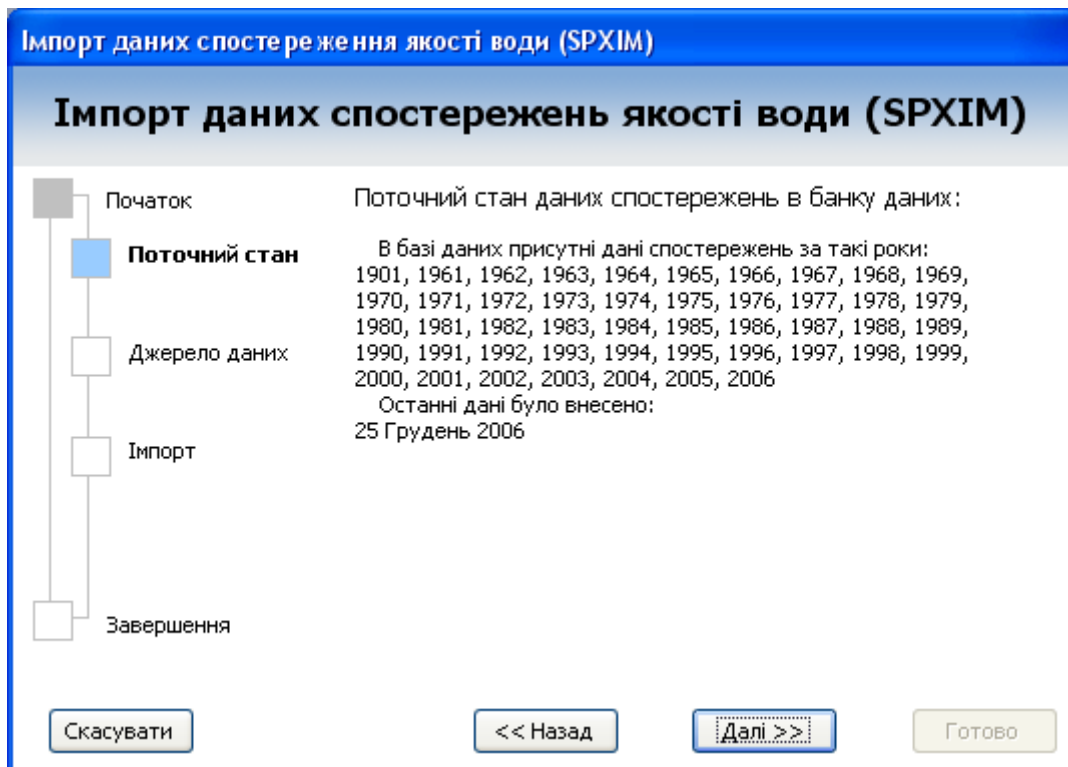 Імпорт даних спостереження якості води (SPXIM)
Імпорт даних спостережень якості води (SPXIM)
Початок
Поточний стан
Джерело даних
Імпорт
Завершення
Поточний стан даних спостережень в банку даних:
В базі даних присутні дані спостережень за такі роки:
1901, 1961, 1962, 1963, 1964, 1965, 1966, 1967, 1968, 1969,
1970, 1971, 1972, 1973, 1974, 1975, 1976, 1977, 1978, 1979,
1980, 1981, 1982, 1983, 1984, 1985, 1986, 1987, 1988, 1989,
1990, 1991, 1992, 1993, 1994, 1995, 1996, 1997, 1998, 1999,
2000, 2001, 2002, 2003, 2004, 2005, 2006
Останні дані було внесено:
25 Грудень 2006
Скасувати
<< Назад
Далі >>
Готово